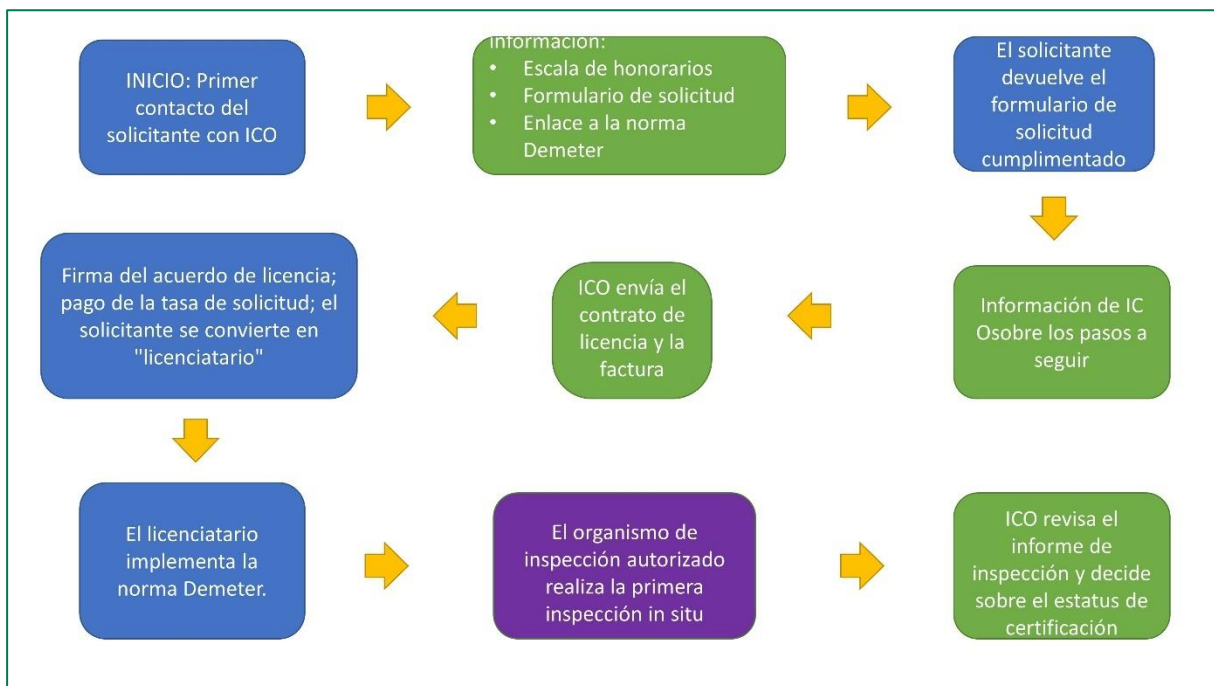 INICIO: Primer
contacto del
solicitante con ICO
información:
• Escala de honorarios
• Formulario de solicitud
• Enlace a la norma
Demeter
El solicitante
devuelve el
formulario de
solicitud
cumplimentado
Información de IC
Osobre los pasos a
seguir
ICO envía el
contrato de
licencia y la
factura
Firma del acuerdo de licencia;
pago de la tasa de solicitud; el
solicitante se convierte en
"licenciatario"
El licenciatario
implementa la
norma Demeter.
El organismo de
inspección autorizado
realiza la primera
inspección in situ
ICO revisa el
informe de
inspección y decide
sobre el estatus de
certificación